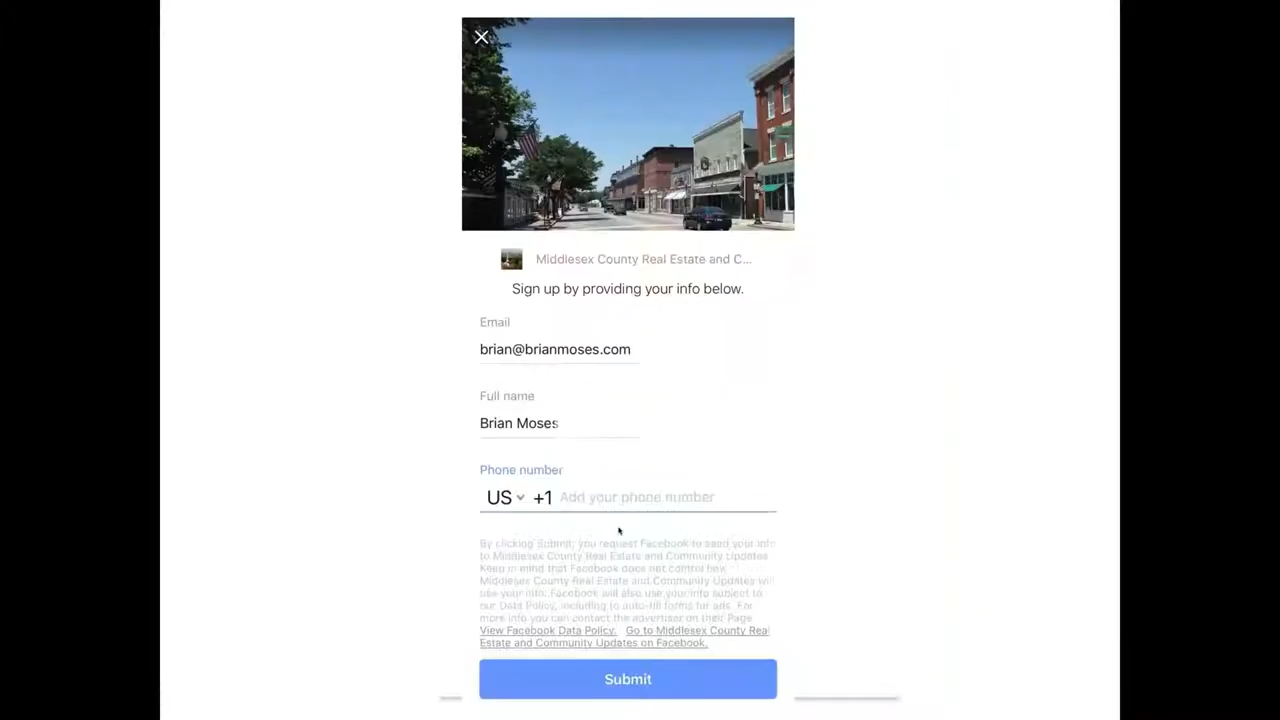 Middlesex County Real Estate and C...
Sign up by providing your info below.
Email
brian@brianmoses.com
Full name
Brian Moses
Phone number
US +1 Add your phone number
By clicking Submit, you request Facebook to send your info
to Middlesex County Real Estate and Community Updates
Keep in mind that Facebook does not control how
Middlesex County Real Estate and Community Updates will
use your info. Facebook will also use your info subject to
our Data Policy, including to auto-fill forms for ads. For
more info you can contact the advertiser on their Page
View Facebook Data Policy. Go to Middlesex County Real
Estate and Community Updates on Facebook.
Submit